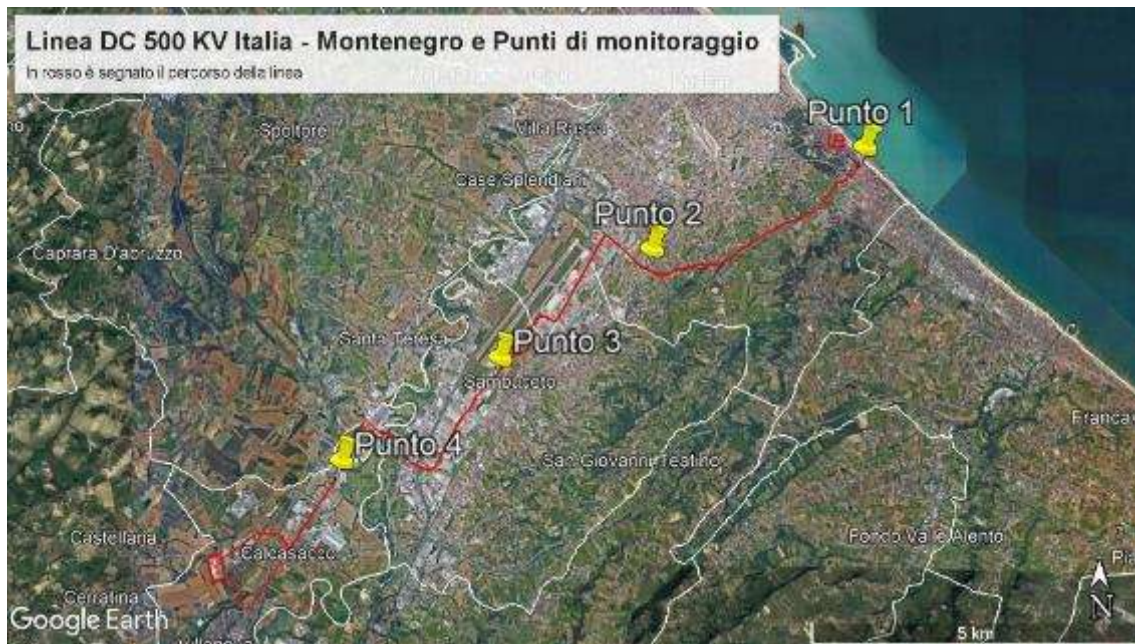 Linea DC 500 KV Italia - Montenegro e Punti di monitoraggio
In rosso è segnato il percorso della linea
Punto 1
Spoltore
Villa Raspa
Case Splendiani
Punto 2
Caprara D'abruzzo
Santa Teresa
Punto 3
Sambuceto
Francav
Punto 4
San Giovanni Teatino
Castellana
Calcasacco
Fondo Valle Alento
Pia
Cerratina
Google Earth
N
5 km